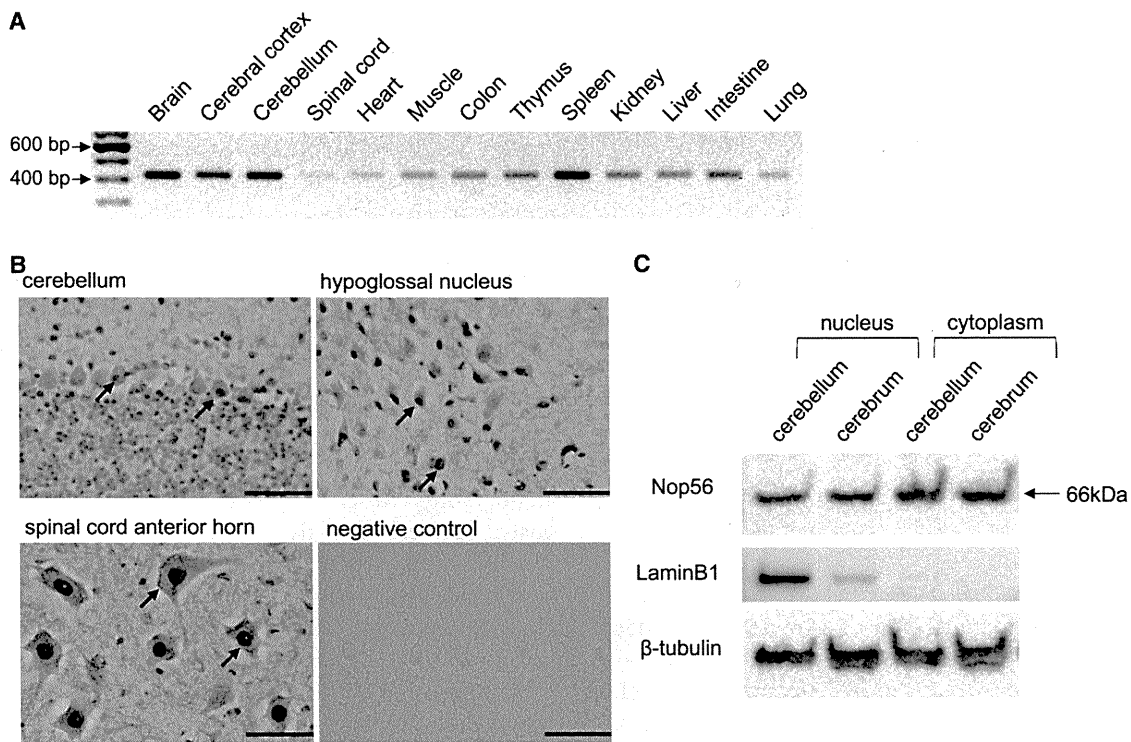 A
Brain
Cerebral cortex
Cerebellum
Spinal cord
Heart
Muscle
Colon
Thymus
Spleen
Kidney
Liver
Intestine
Lung
600 bp
400 bp
B
cerebellum
hypoglossal nucleus
spinal cord anterior horn
negative control
C
nucleus
cytoplasm
cerebellum
cerebrum
cerebellum
cerebrum
Nop56
66kDa
LaminB1
β-tubulin